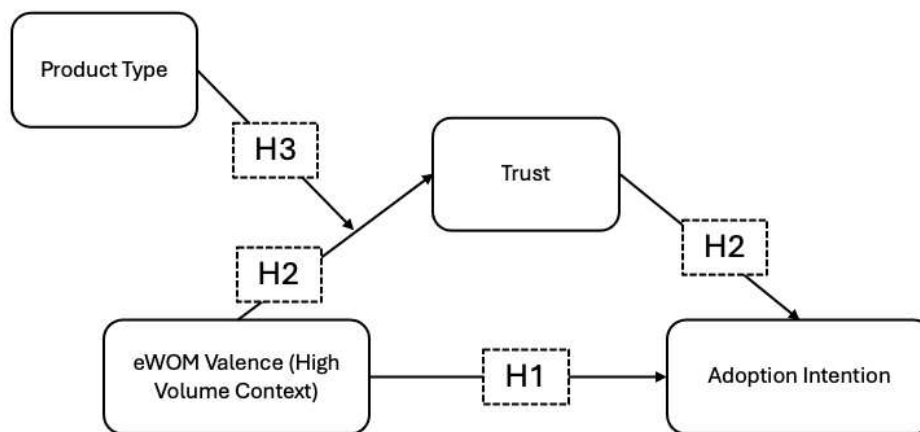 Product Type
H3
Trust
H2
H2
eWOM Valence (High
Volume Context)
H1
Adoption Intention